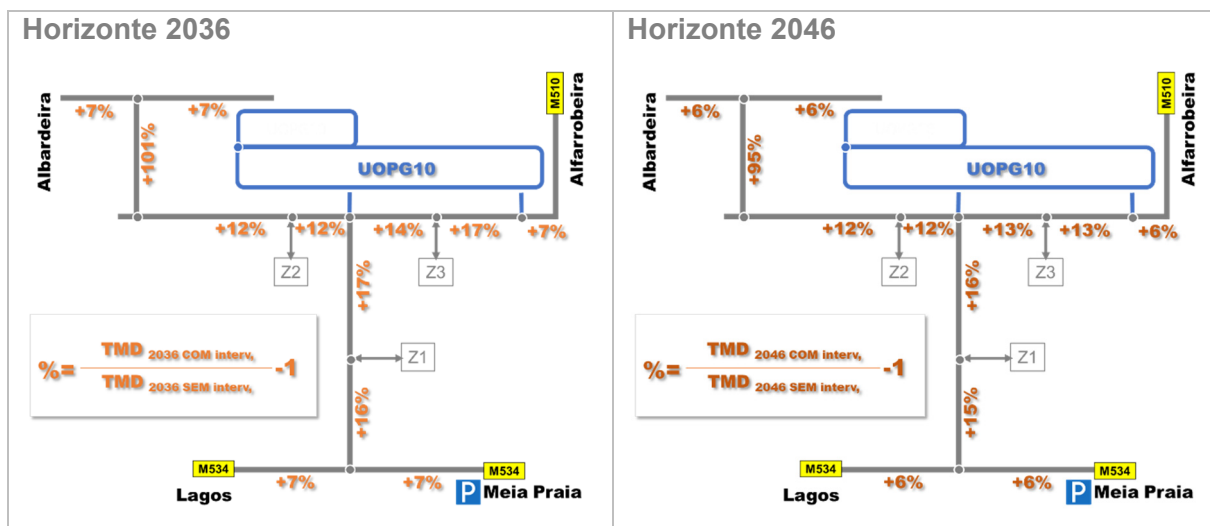 Horizonte 2036
Albardeira
+7%
+7%
+101%
M510
Alfarrobeira
UOPG10
+12%
+12%
+14%
+17%
+7%
Z2
Z3
+17%
%= TMD 2036 COM interv, -1
TMD 2036 SEM interv,
Z1
+16%
M534
+7%
+7%
M534
Lagos
P Meia Praia
Horizonte 2046
Albardeira
+6%
+6%
+95%
M510
Alfarrobeira
UOPG10
+12%
+12%
+13%
+13%
+6%
Z2
Z3
+16%
%= TMD 2046 COM interv, -1
TMD 2046 SEM interv,
Z1
+15%
M534
+6%
+6%
M534
Lagos
P Meia Praia